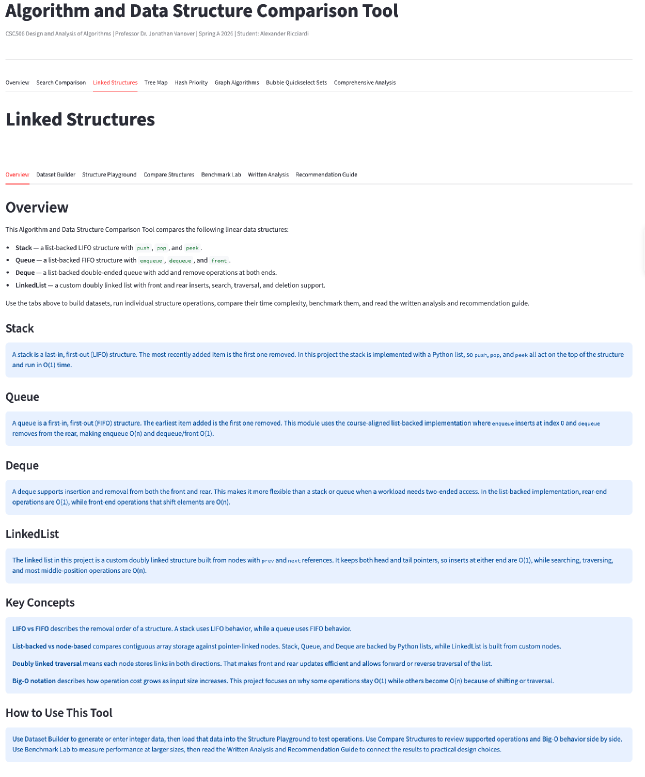 Algorithm and Data Structure Comparison Tool
CSC506 Design and Analysis of Algorithms | Professor Dr. Jonathan Vanover | Spring A 2026 | Student: Alexander Ricciardi
Overview Search Comparison Linked Structures Tree Map Hash Priority Graph Algorithms Bubble Quickselect Sets Comprehensive Analysis
Linked Structures
Overview Dataset Builder Structure Playground Compare Structures Benchmark Lab Written Analysis Recommendation Guide
Overview
This Algorithm and Data Structure Comparison Tool compares the following linear data structures:
• Stack — a list-backed LIFO structure with push, pop, and peek.
• Queue — a list-backed FIFO structure with enqueue, dequeue, and front.
• Deque — a list-backed double-ended queue with add and remove operations at both ends.
• LinkedList — a custom doubly linked list with front and rear inserts, search, traversal, and deletion support.
Use the tabs above to build datasets, run individual structure operations, compare their time complexity, benchmark them, and read the written analysis and recommendation guide.
Stack
A stack is a last-in, first-out (LIFO) structure. The most recently added item is the first one removed. In this project the stack is implemented with a Python list, so push, pop, and peek all act on the top of the structure
and run in O(1) time.
Queue
A queue is a first-in, first-out (FIFO) structure. The earliest item added is the first one removed. This module uses the course-aligned list-backed implementation where enqueue inserts at index 0 and dequeue
removes from the rear, making enqueue O(n) and dequeue/front O(1).
Deque
A deque supports insertion and removal from both the front and rear. This makes it more flexible than a stack or queue when a workload needs two-ended access. In the list-backed implementation, rear-end
operations are O(1), while front-end operations that shift elements are O(n).
LinkedList
The linked list in this project is a custom doubly linked structure built from nodes with prev and next references. It keeps both head and tail pointers, so inserts at either end are O(1), while searching, traversing,
and most middle-position operations are O(n).
Key Concepts
LIFO vs FIFO describes the removal order of a structure. A stack uses LIFO behavior, while a queue uses FIFO behavior.
List-backed vs node-based compares contiguous array storage against pointer-linked nodes. Stack, Queue, and Deque are backed by Python lists, while LinkedList is built from custom nodes.
Doubly linked traversal means each node stores links in both directions. That makes front and rear updates efficient and allows forward or reverse traversal of the list.
Big-O notation describes how operation cost grows as input size increases. This project focuses on why some operations stay O(1) while others become O(n) because of shifting or traversal.
How to Use This Tool
Use Dataset Builder to generate or enter integer data, then load that data into the Structure Playground to test operations. Use Compare Structures to review supported operations and Big-O behavior side by side.
Use Benchmark Lab to measure performance at larger sizes, then read the Written Analysis and Recommendation Guide to connect the results to practical design choices.